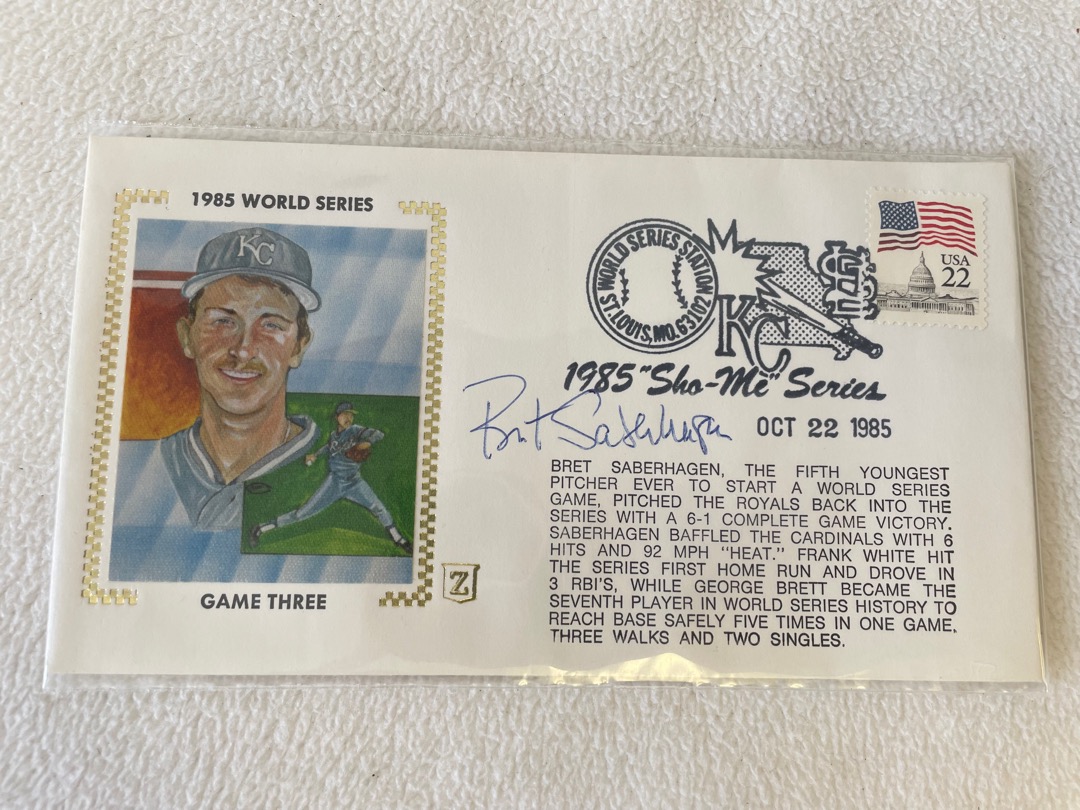 1985 WORLD SERIES
KC
GAME THREE
Z
WORLD SERIES STATION
ST. LOUIS, MO. 63102
KC
STL
USA
22
1985 "Sho-Me" Series
Bret Saberhagen
OCT 22 1985
BRET SABERHAGEN, THE FIFTH YOUNGEST
PITCHER EVER TO START A WORLD SERIES
GAME, PITCHED THE ROYALS BACK INTO THE
SERIES WITH A 6-1 COMPLETE GAME VICTORY.
SABERHAGEN BAFFLED THE CARDINALS WITH 6
HITS AND 92 MPH "HEAT." FRANK WHITE HIT
THE SERIES FIRST HOME RUN AND DROVE IN
3 RBI'S, WHILE GEORGE BRETT BECAME THE
SEVENTH PLAYER IN WORLD SERIES HISTORY TO
REACH BASE SAFELY FIVE TIMES IN ONE GAME,
THREE WALKS AND TWO SINGLES.